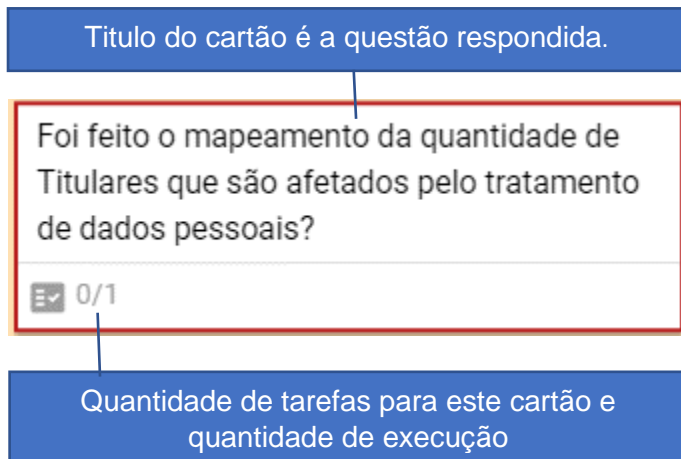 Titulo do cartão é a questão respondida.
Foi feito o mapeamento da quantidade de
Titulares que são afetados pelo tratamento
de dados pessoais?
0/1
Quantidade de tarefas para este cartão e
quantidade de execução